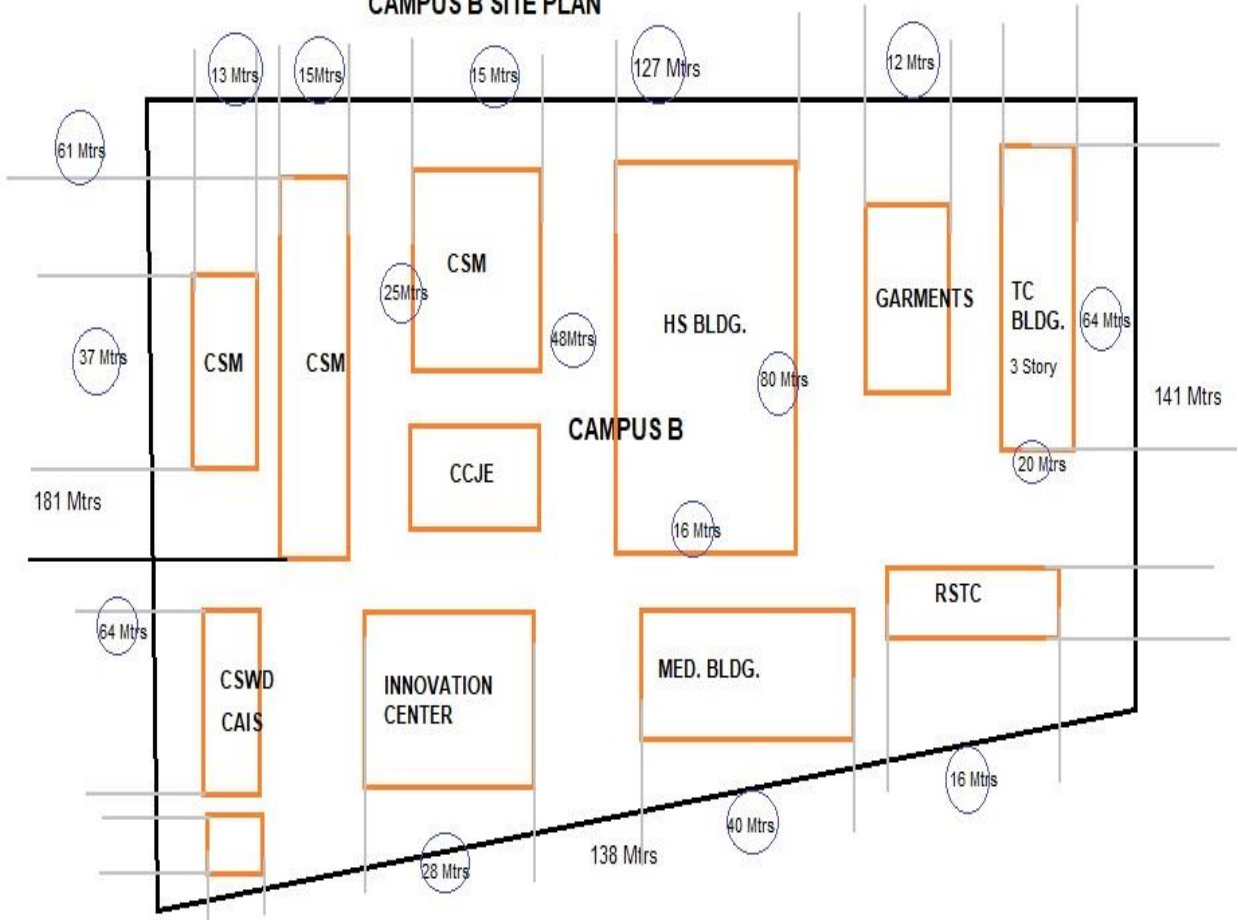 CAMPUS B SITE PLAN
13 Mtrs
15Mtrs
15 Mtrs
127 Mtrs
12 Mtrs
61 Mtrs
CSM
HS BLDG.
GARMENTS
TC
BLDG.
3 Story
25Mtrs
48Mtrs
64 Mtrs
37 Mtrs
CSM
CSM
80 Mtrs
141 Mtrs
CAMPUS B
CCJE
20 Mtrs
181 Mtrs
16 Mtrs
RSTC
64 Mtrs
CSWD
CAIS
INNOVATION
CENTER
MED. BLDG.
16 Mtrs
40 Mtrs
138 Mtrs
28 Mtrs